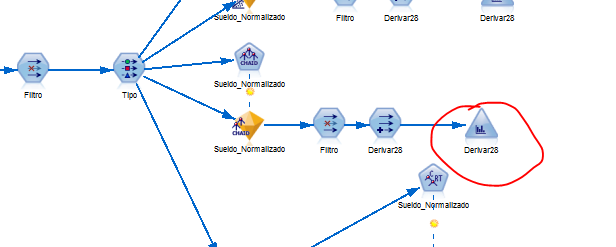 Sueldo_Normalizado
Filtro
Derivar28
Derivar28
CHAID
Filtro
Tipo
Sueldo_Normalizado
CHAID
Sueldo_Normalizado
Filtro
Derivar28
Derivar28
C&RT
Sueldo_Normalizado